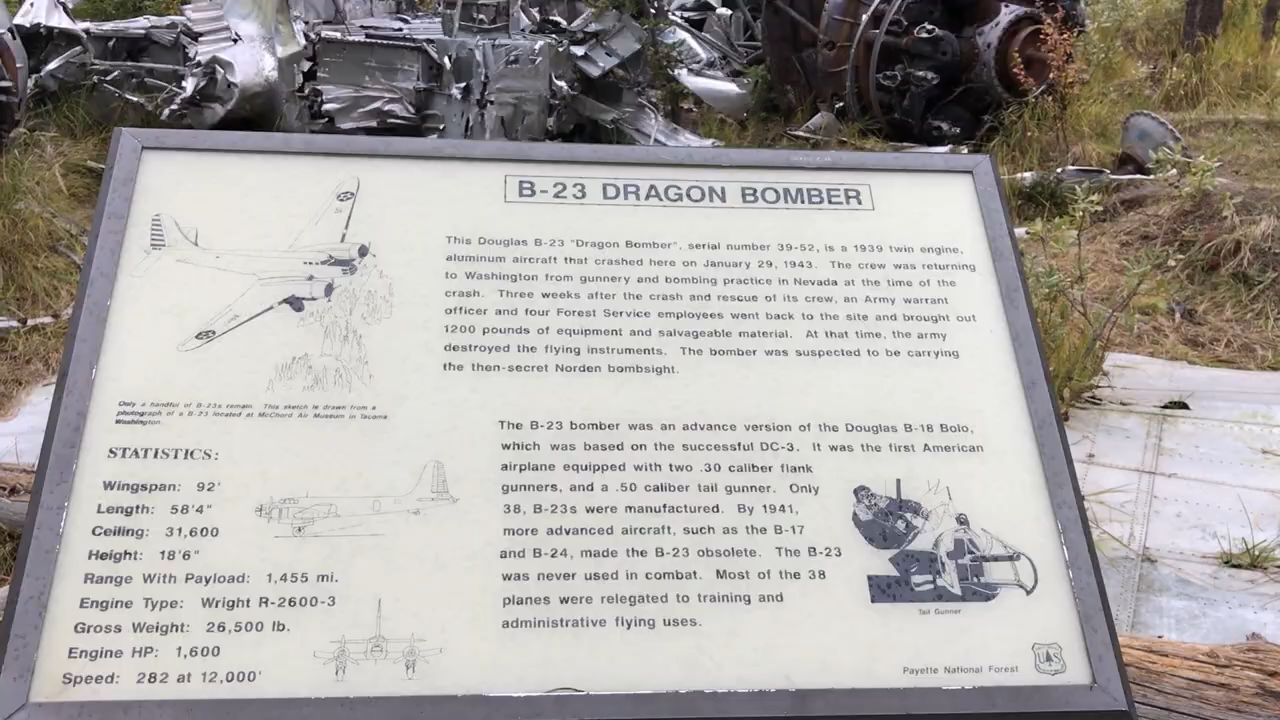 B-23 DRAGON BOMBER
This Douglas B-23 "Dragon Bomber", serial number 39-52, is a 1939 twin engine,
aluminum aircraft that crashed here on January 29, 1943. The crew was returning
to Washington from gunnery and bombing practice in Nevada at the time of the
crash. Three weeks after the crash and rescue of its crew, an Army warrant
officer and four Forest Service employees went back to the site and brought out
1200 pounds of equipment and salvageable material. At that time, the army
destroyed the flying instruments. The bomber was suspected to be carrying
the then-secret Norden bombsight.
Only a handful of B-23s remain. This sketch is drawn from a
photograph of a B-23 located at McChord Air Museum in Tacoma
Washington.
STATISTICS:
Wingspan: 92'
Length: 58'4"
Ceiling: 31,600
Height: 18'6"
Range With Payload: 1,455 mi.
Engine Type: Wright R-2600-3
Gross Weight: 26,500 lb.
Engine HP: 1,600
Speed: 282 at 12,000'
The B-23 bomber was an advance version of the Douglas B-18 Bolo,
which was based on the successful DC-3. It was the first American
airplane equipped with two .30 caliber flank
gunners, and a .50 caliber tail gunner. Only
38, B-23s were manufactured. By 1941,
more advanced aircraft, such as the B-17
and B-24, made the B-23 obsolete. The B-23
was never used in combat. Most of the 38
planes were relegated to training and
administrative flying uses.
Tail Gunner
Payette National Forest
U S